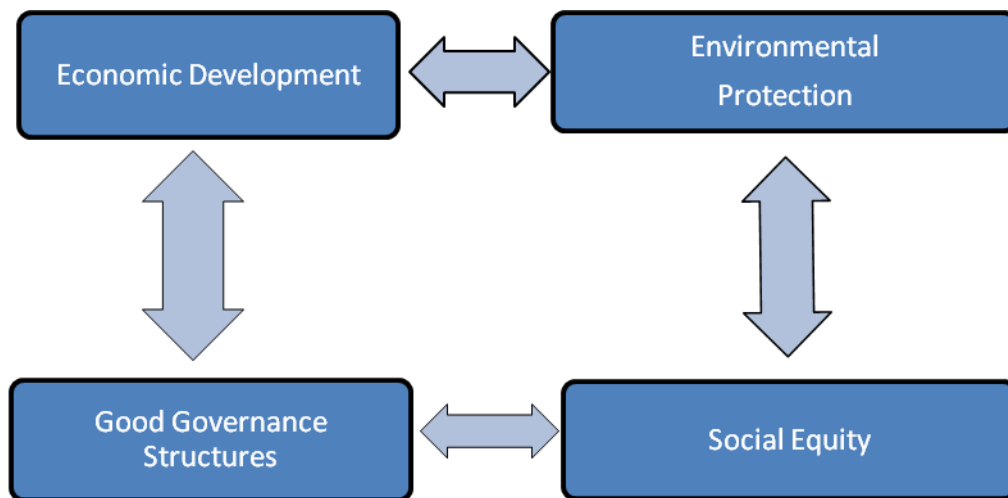 Economic Development
Environmental
Protection
Good Governance
Structures
Social Equity